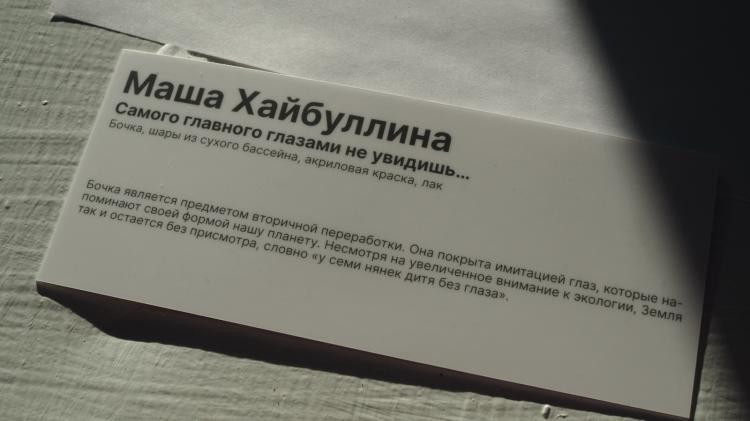 Маша Хайбуллина
Самого главного глазами не увидишь...
Бочка, шары из сухого бассейна, акриловая краска, лак
Бочка является предметом вторичной переработки. Она покрыта имитацией глаз, которые на-
поминают своей формой нашу планету. Несмотря на увеличенное внимание к экологии, Земля
так и остается без присмотра, словно «у семи нянек дитя без глаза».